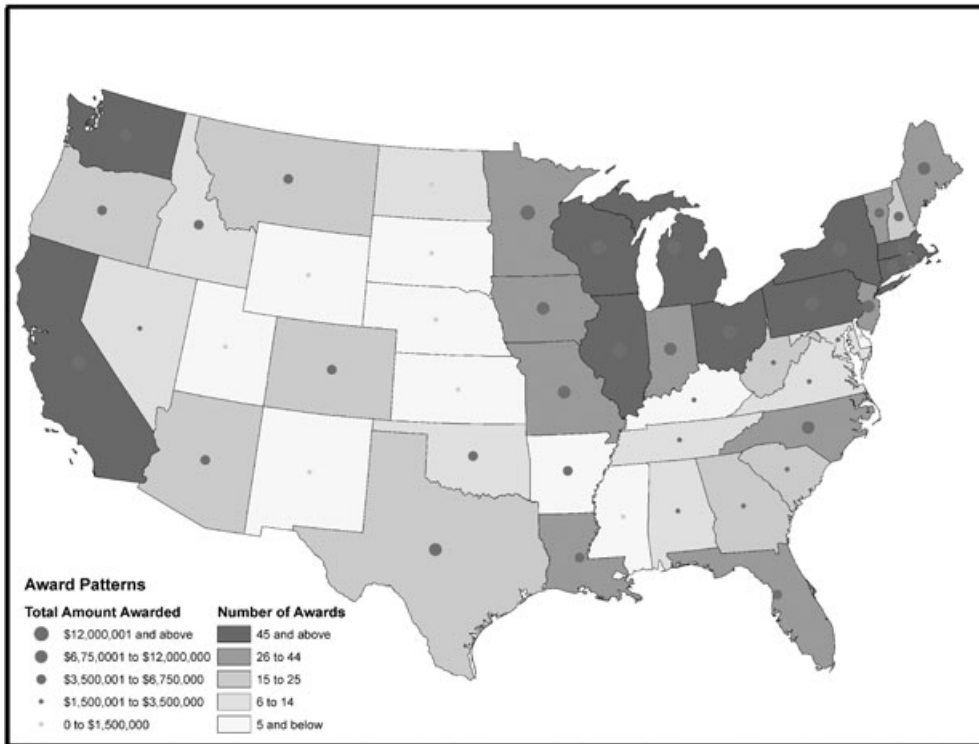 Award Patterns
Total Amount Awarded
$12,000,001 and above
$6,75,0001 to $12,000,000
$3,500,001 to $6,750,000
$1,500,001 to $3,500,000
0 to $1,500,000
Number of Awards
45 and above
26 to 44
15 to 25
6 to 14
5 and below